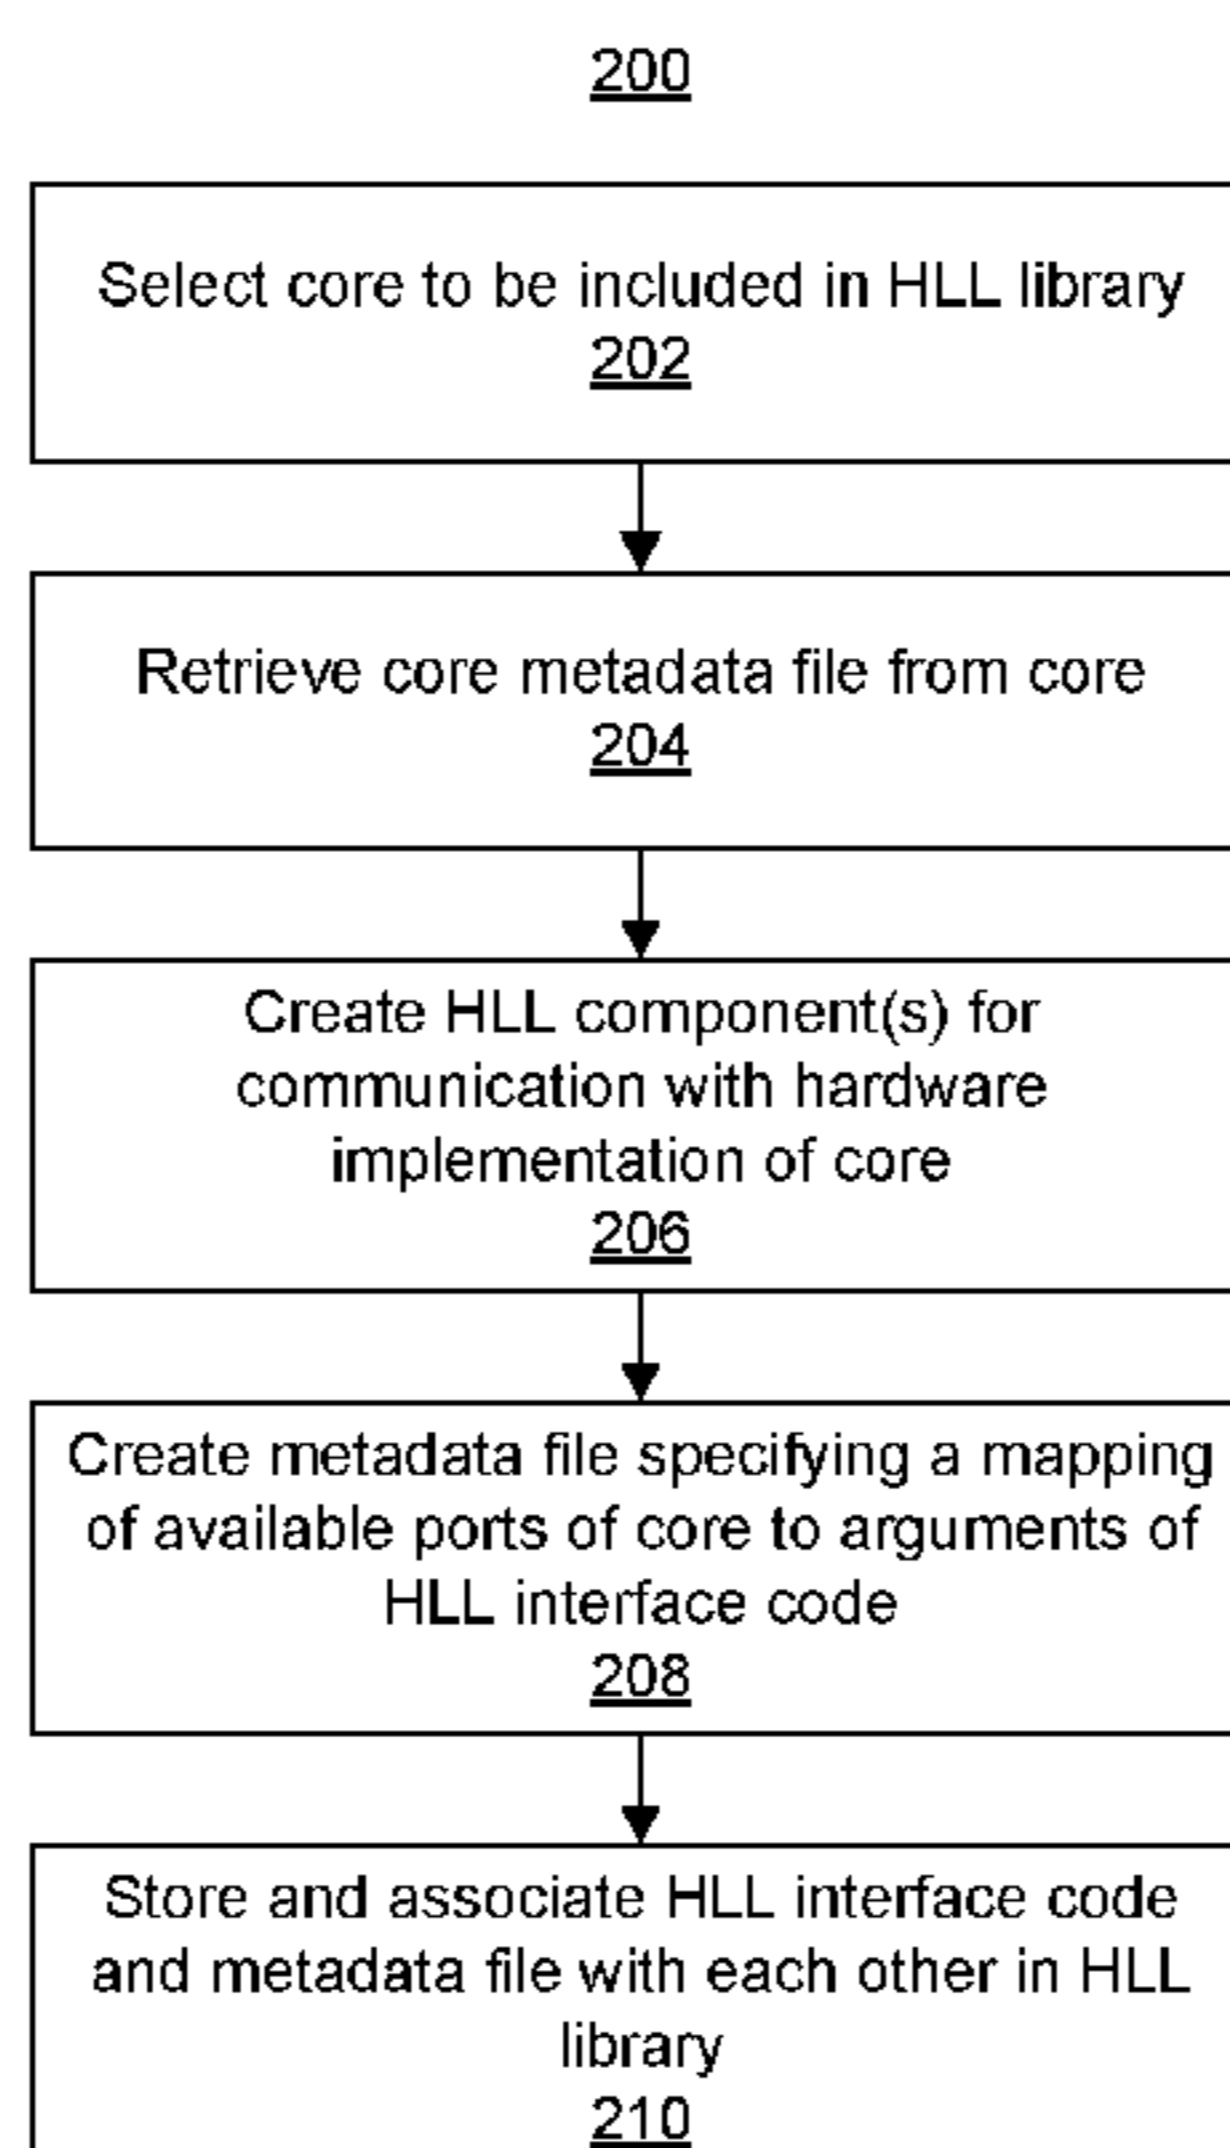 200
Select core to be included in HLL library
202
Retrieve core metadata file from core
204
Create HLL component(s) for
communication with hardware
implementation of core
206
Create metadata file specifying a mapping
of available ports of core to arguments of
HLL interface code
208
Store and associate HLL interface code
and metadata file with each other in HLL
library
210